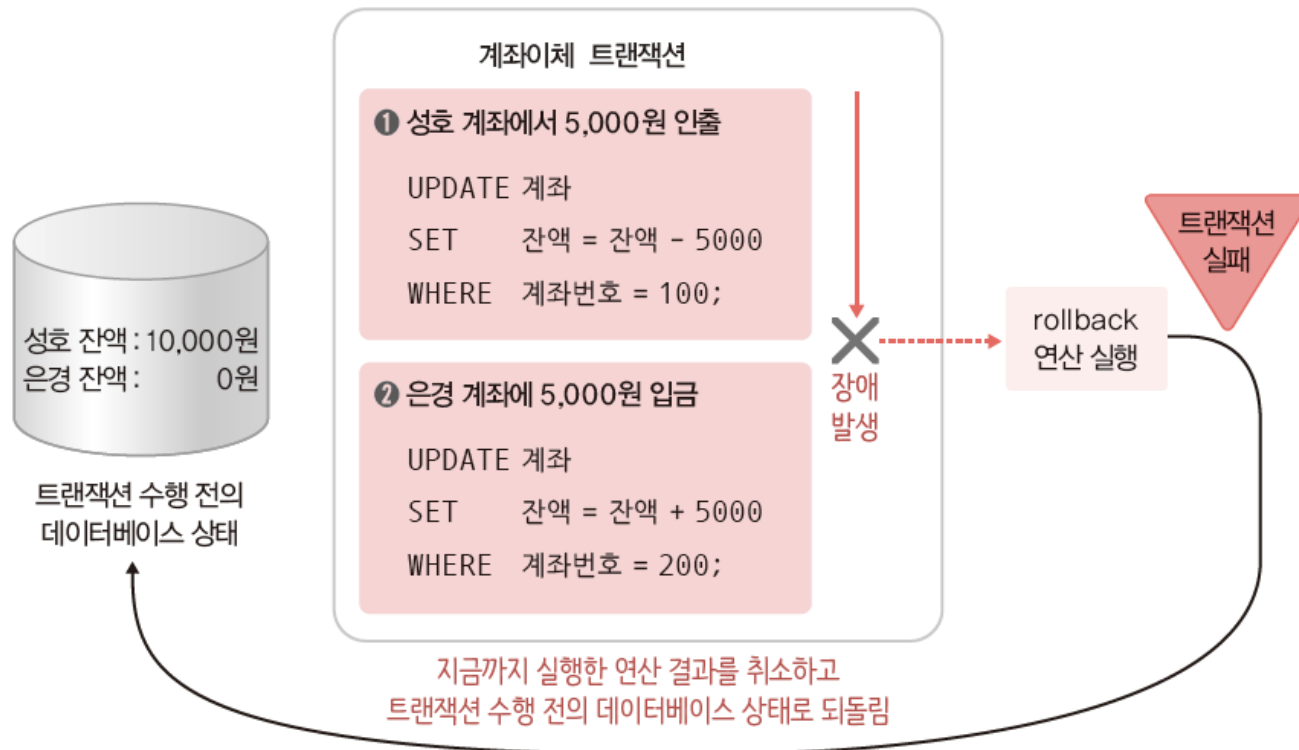 계좌이체 트랜잭션
❶ 성호 계좌에서 5,000원 인출
UPDATE 계좌
SET 잔액 = 잔액 - 5000
WHERE 계좌번호 = 100;
❷ 은경 계좌에 5,000원 입금
UPDATE 계좌
SET 잔액 = 잔액 + 5000
WHERE 계좌번호 = 200;
성호 잔액 : 10,000원
은경 잔액 : 0원
트랜잭션 수행 전의
데이터베이스 상태
장애
발생
rollback
연산 실행
트랜잭션
실패
지금까지 실행한 연산 결과를 취소하고
트랜잭션 수행 전의 데이터베이스 상태로 되돌림